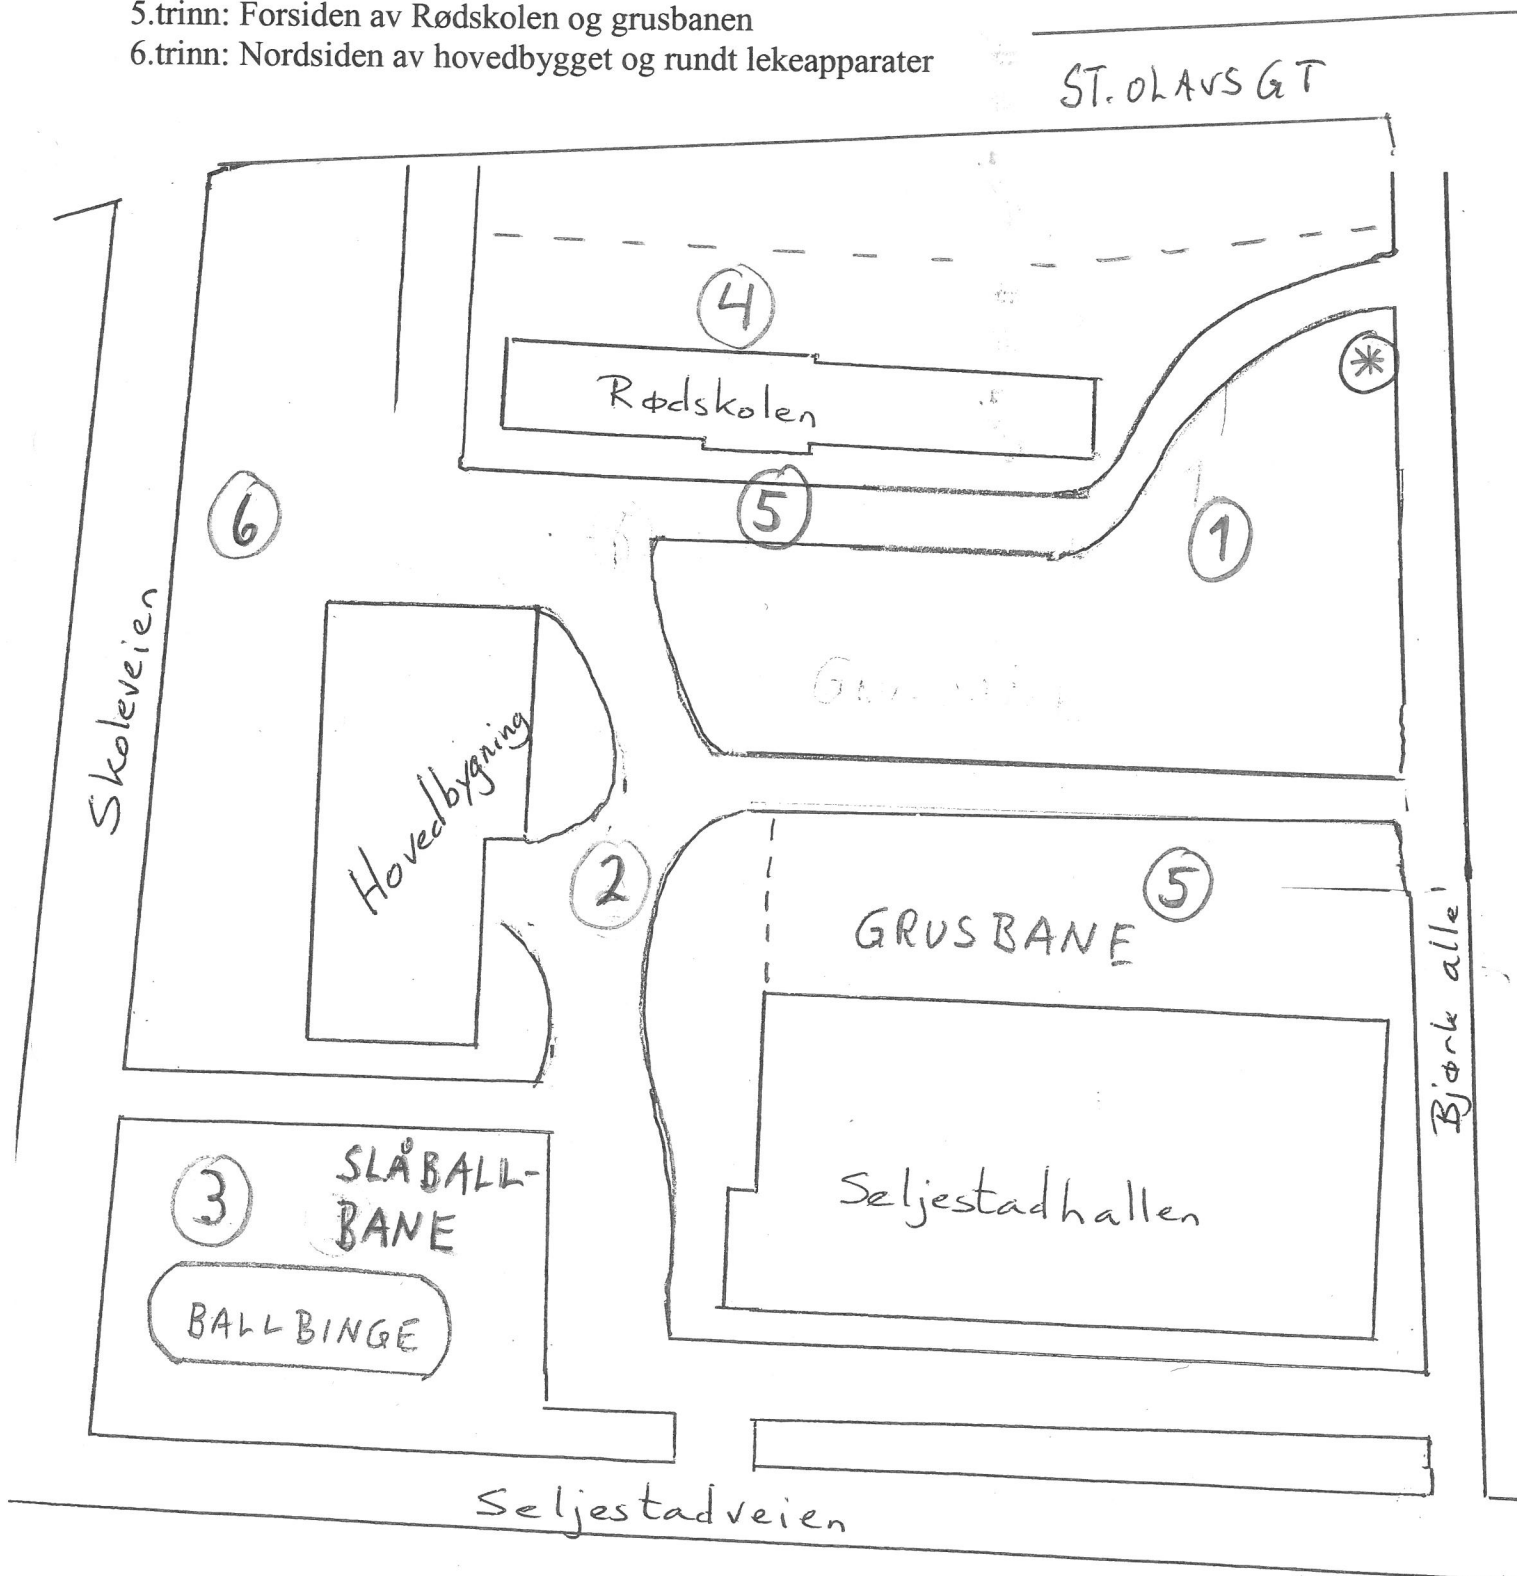 5.trinn: Forsiden av Rødskolen og grusbanen
6.trinn: Nordsiden av hovedbygget og rundt lekeapparater
ST. OLAVS GT
4
*
Rødskolen
6
5
1
Skoleveien
Hovedbygning
2
5
GRUSBANE
Bjørk alle'
3
SLÅBALL-
BANE
Seljestadhallen
BALLBINGE
Seljestadveien